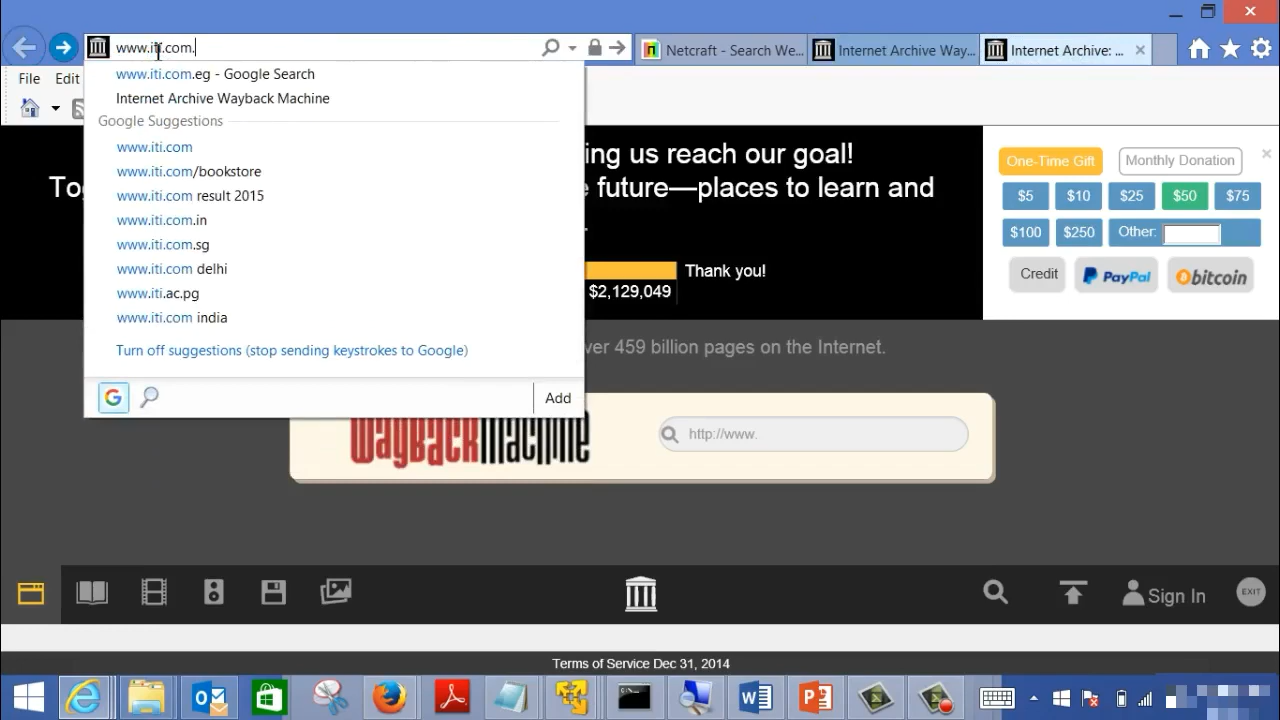 www.iti.com.
Netcraft - Search We...
Internet Archive Way...
Internet Archive: ...
File Edit
www.iti.com.eg - Google Search
Internet Archive Wayback Machine
Google Suggestions
www.iti.com
www.iti.com/bookstore
www.iti.com result 2015
www.iti.com.in
www.iti.com.sg
www.iti.com delhi
www.iti.ac.pg
www.iti.com india
Turn off suggestions (stop sending keystrokes to Google)
Add
ing us reach our goal!
future—places to learn and
Thank you!
$2,129,049
One-Time Gift Monthly Donation
$5 $10 $25 $50 $75
$100 $250 Other:
Credit PayPal bitcoin
ver 459 billion pages on the Internet.
WayBackMachine
http://www.
Sign In
EXIT
Terms of Service Dec 31, 2014